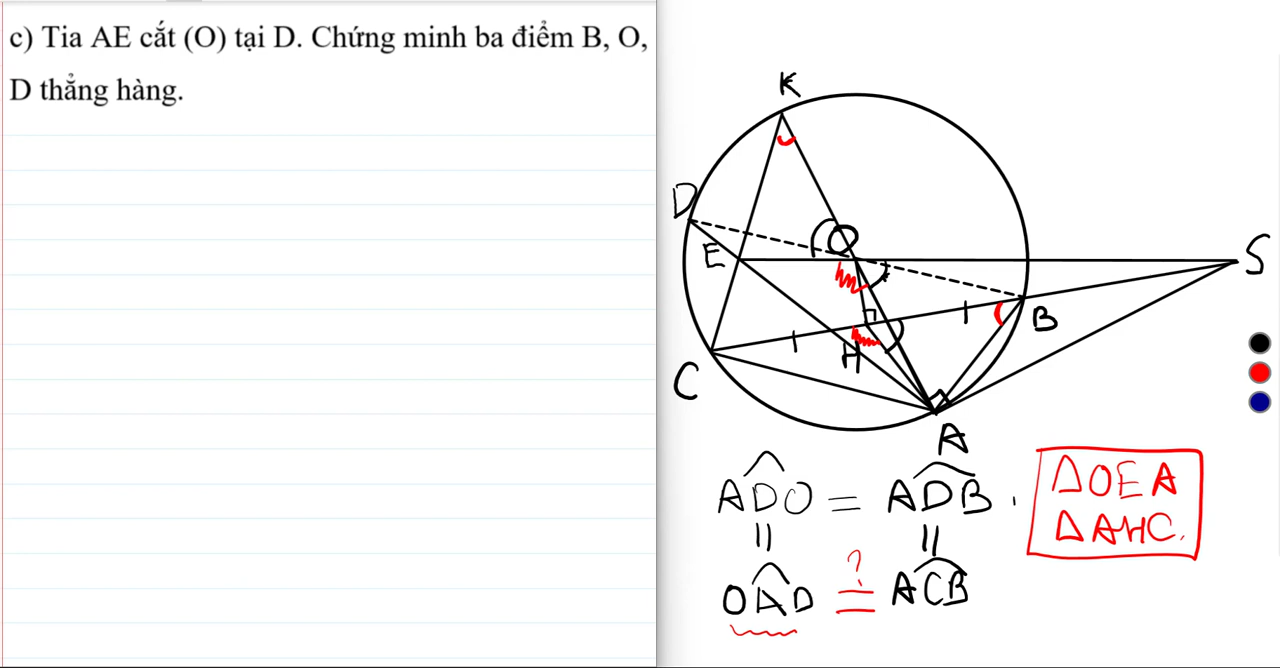 c) Tia AE cắt (O) tại D. Chứng minh ba điểm B, O,
D thẳng hàng.
K
D
O
E
S
B
H
C
A
ADO = ADB
=
=
OAD = ACB
?
ΔOEA
ΔAHC.